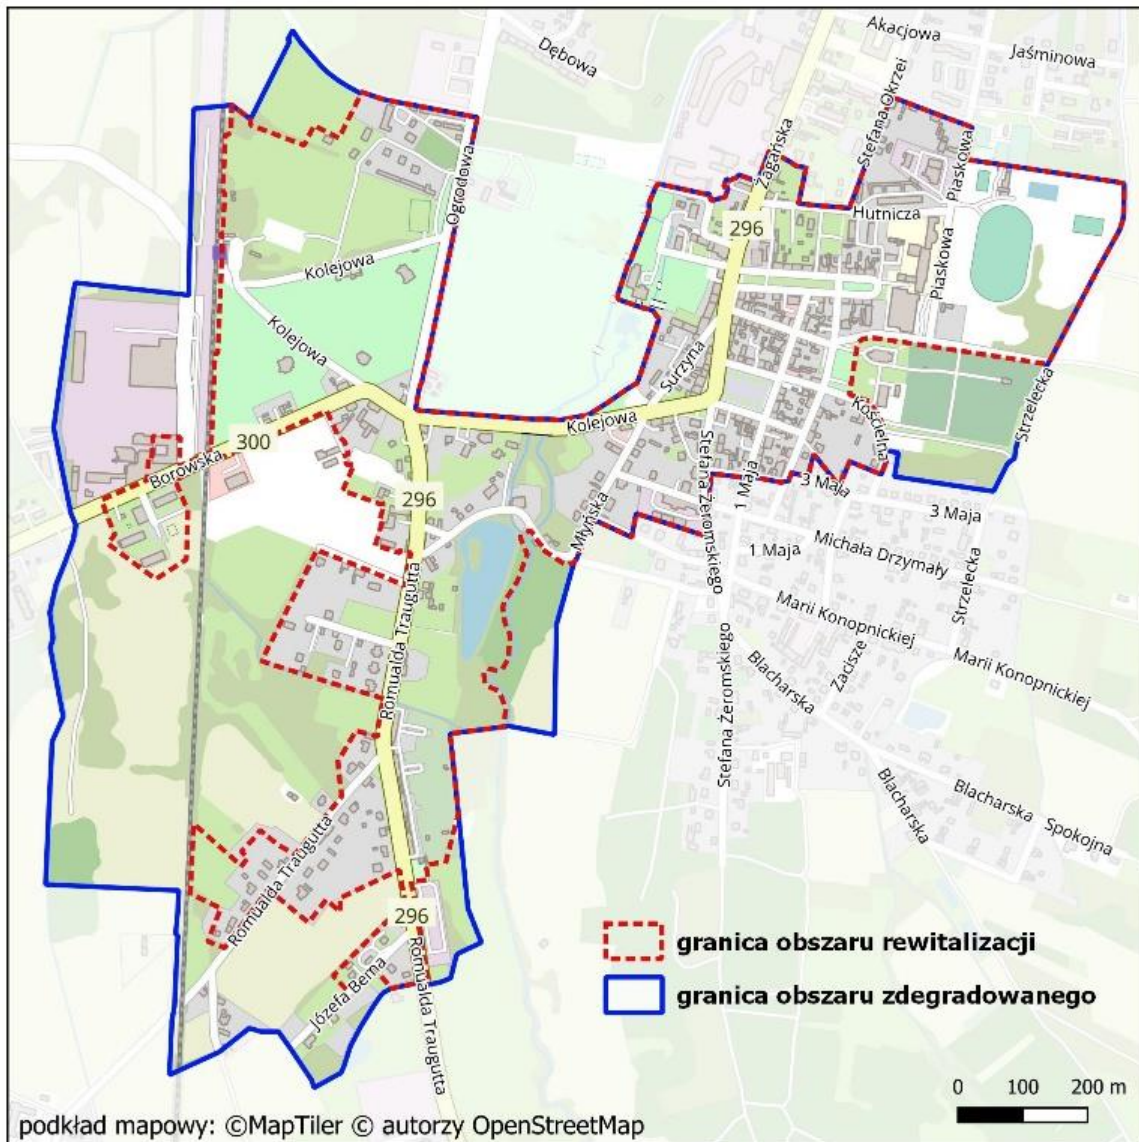 Akacjowa
Dębowa
Jaśminowa
Stefana Okrzei
Żagańska
Piaskowa
Ogrodowa
Hutnicza
296
Kolejowa
Piaskowa
Kolejowa
Surzyna
Kościelna
Strzelecka
Kolejowa
300
Borowska
Stefana Żeromskiego
1 Maja
3 Maja
296
3 Maja
Młyńska
1 Maja
Michała Drzymały
Strzelecka
Romualda Traugutta
Marii Konopnickiej
Zacisze
Marii Konopnickiej
Blacharska
Stefana Żeromskiego
Blacharska
Blacharska
Spokojna
Romualda Traugutta
296
granica obszaru rewitalizacji
Józefa Bema
Romualda Traugutta
granica obszaru zdegradowanego
0 100 200 m
podkład mapowy: ©MapTiler © autorzy OpenStreetMap